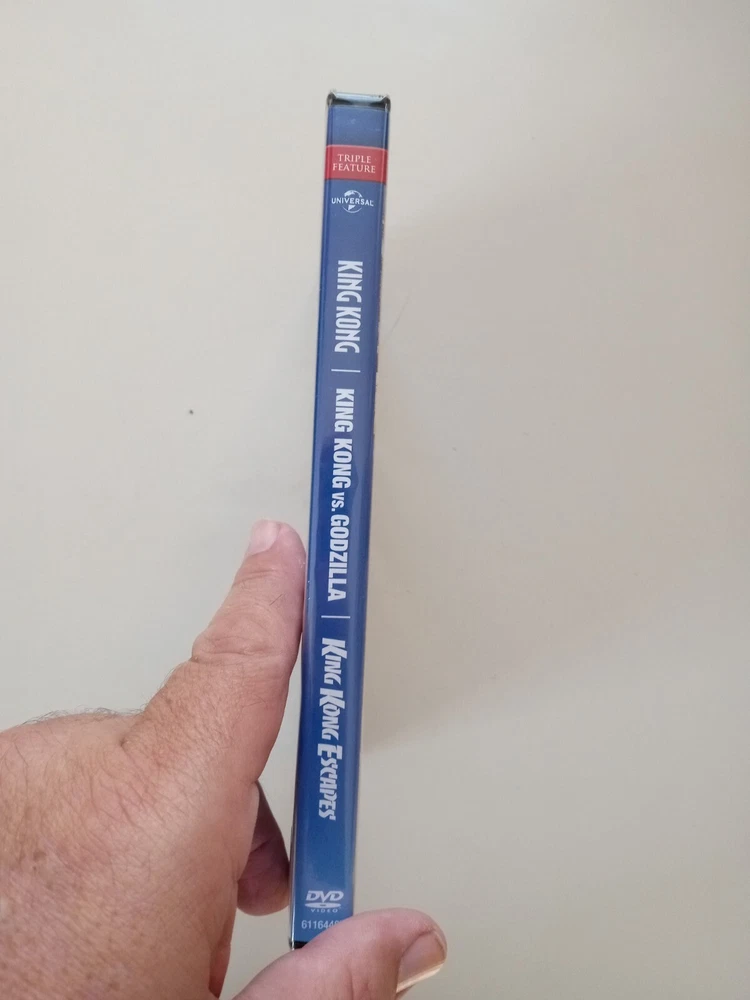 TRIPLE
FEATURE
UNIVERSAL
KING KONG | KING KONG vs. GODZILLA | KING KONG ESCAPES
DVD
VIDEO